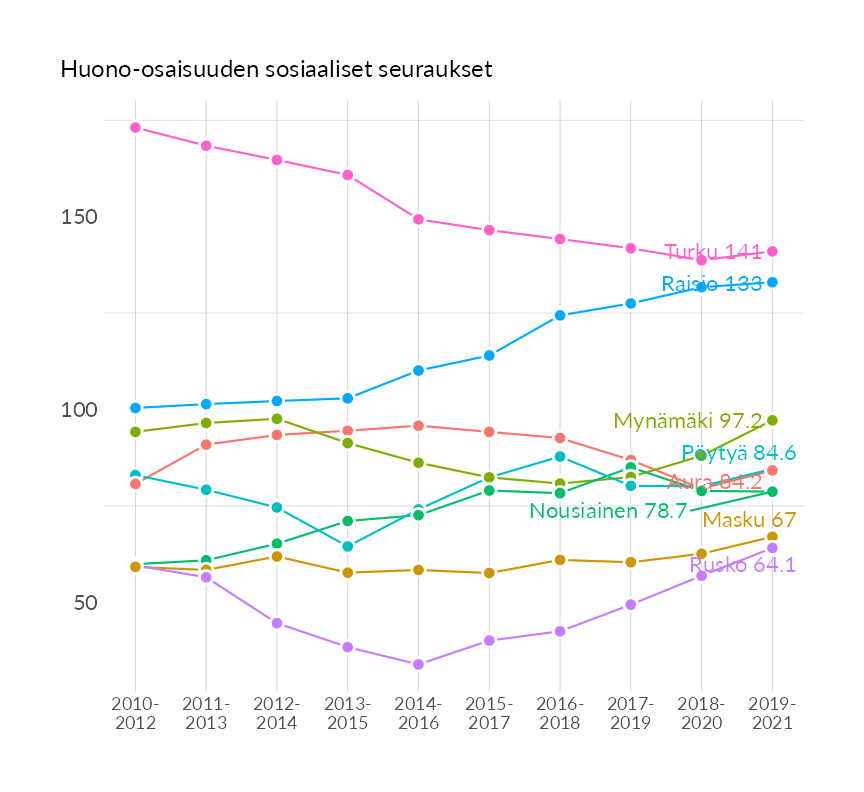 Huono-osaisuuden sosiaaliset seuraukset
150
100
50
Turku 141
Raisio 133
Mynämäki 97.2
Pöytyä 84.6
Aura 84.2
Nousiainen 78.7
Masku 67
Rusko 64.1
2010- 2011- 2012- 2013- 2014- 2015- 2016- 2017- 2018- 2019-
2012 2013 2014 2015 2016 2017 2018 2019 2020 2021